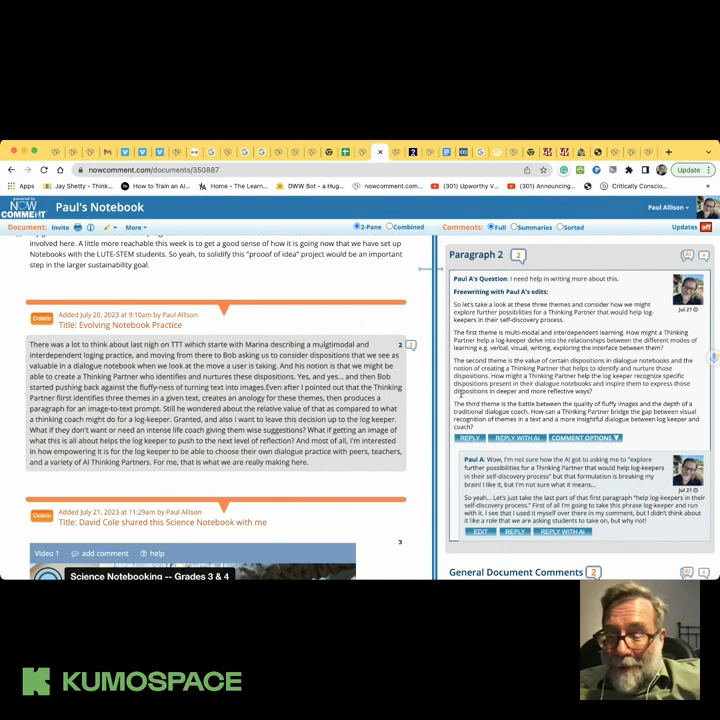 nowcomment.com/documents/350887
Update
Apps
Jay Shetty - Think...
How to Train an AI...
Home - The Learn...
DWW Bot - a Hug...
nowcomment.com...
(301) Upworthy V...
(301) Announcing...
Critically Conscio...
powered by
NOW
COMMENT
Paul's Notebook
Paul Allison
Document:
Invite
More
2-Pane
Combined
Comments:
Full
Summaries
Sorted
Updates
off
involved here. A little more reachable this week is to get a good sense of how it is going now that we have set up
Notebooks with the LUTE-STEM students. So yeah, to solidify this "prooof of idea" project would be an important
step in the larger sustainability goal.
Delete
Added July 20, 2023 at 9:10am by Paul Allison
Title: Evolving Notebook Practice
There was a lot to think about last nigh on TTT wihich starte with Marina describing a mulgtimodal and
2
2
interdependent loging practice, and moving from there to Bob asking us to consider dispositions that we see as
valuable in a dialogue notebook when we look at the move a user is taking. And his notion is that we might be
able to create a Thinking Partner who identifies and nurtures these dispositions. Yes, and yes... and then Bob
started pushing back against the fluffy-ness of turning text into images.Even after I pointed out that the Thinking
Partner first identifies three themes in a given text, creates an anology for these themes, then produces a
paragraph for an image-to-text prompt. Still he wondered about the relative value of that as compared to what
a thinking coach might do for a log-keeper. Granted, and also I want to leave this decision up to the log keeper.
What if they don't want or need an intense life coach giving them wise suggestions? What if getting an image of
what this is all about helps the log keeper to push to the next level of reflection? And most of all, I'm interested
in how empowering it is for the log keeper to be able to choose their own dialogue practice with peers, teachers,
and a variety of AI Thinking Partners. For me, that is what we are really making here.
Delete
Added July 21, 2023 at 11:29am by Paul Allison
Title: David Cole shared this Science Notebook with me
3
Video 1
add comment
help
Science Notebooking -- Grades 3 & 4
Paragraph 2
2
AI
Paul A's Question: I need help in writing more about this.
Freewriting with Paul A's edits:
Jul 21
So let's take a look at these three themes and consider how we might
explore further possibilities for a Thinking Partner that would help log-
keepers in their self-discovery process.
The first theme is multi-modal and interdependent learning. How might a Thinking
Partner help a log-keeper delve into the relationships between the different modes of
learning e.g. verbal, visual, writing, exploring the interface between them?
The second theme is the value of certain dispositions in dialogue notebooks and the
notion of creating a Thinking Partner that helps to identify and nurture those
dispositions. How might a Thinking Partner help the log keeper recognize specific
dispositions present in their dialogue notebooks and inspire them to express those
dispositions in deeper and more reflective ways?
The third theme is the battle between the quality of fluffy images and the depth of a
traditional dialogue coach. How can a Thinking Partner bridge the gap between visual
recognition of themes and a more insightful dialogue between log keeper and
coach?
REPLY
REPLY WITH AI
COMMENT OPTIONS
Paul A: Wow, I'm not sure how the AI got to asking me to "explore
further possibilities for a Thinking Partner that would help log-keepers
in their self-discovery process" but that formulation is breaking my
brain! I like it, but I'm not sure what it means...
Jul 21
So yeah... Let's just take the last part of that first paragraph "help log-keepers in their
self-discovery process." First of all I'm going to take this phrase log-keeper and run
with it. I see that I used it myself over there in my comment, but I didn't think about
it like a role that we are asking students to take on, but why not!
EDIT
REPLY
REPLY WITH AI
General Document Comments
2
AI
KUMOSPACE